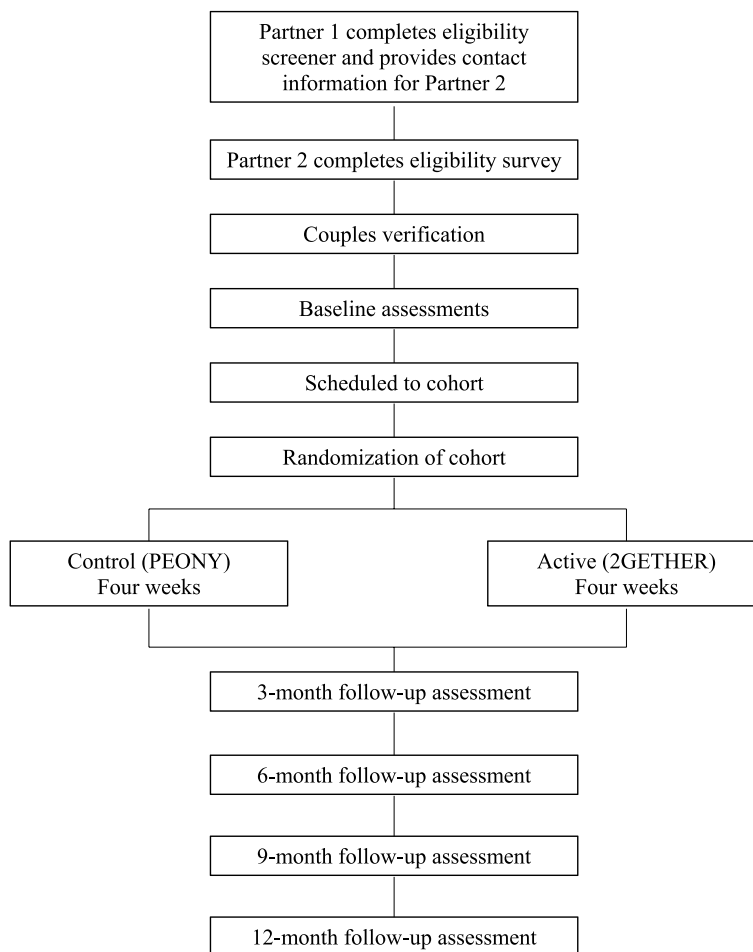 Partner 1 completes eligibility
screener and provides contact
information for Partner 2
Partner 2 completes eligibility survey
Couples verification
Baseline assessments
Scheduled to cohort
Randomization of cohort
Control (PEONY)
Four weeks
Active (2GETHER)
Four weeks
3-month follow-up assessment
6-month follow-up assessment
9-month follow-up assessment
12-month follow-up assessment